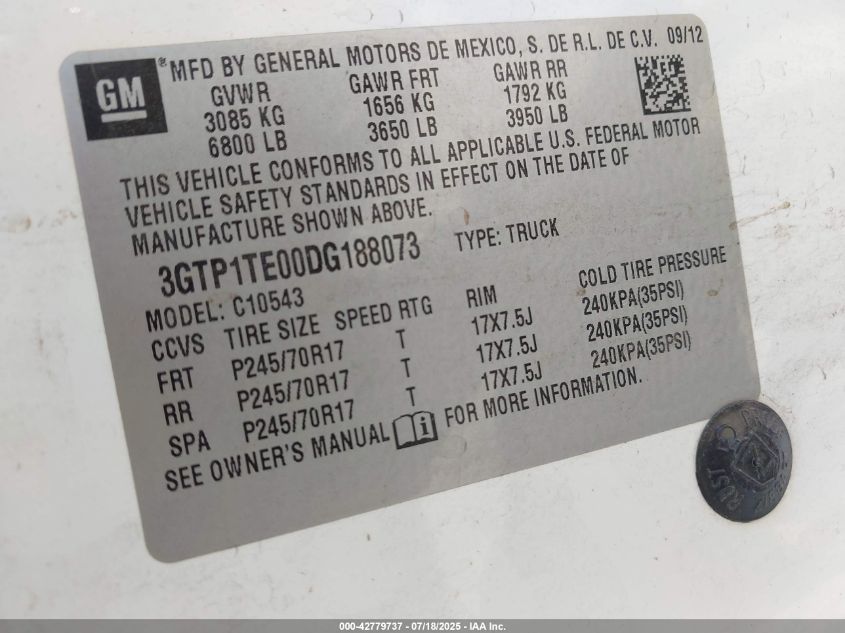 GM
® MFD BY GENERAL MOTORS DE MEXICO, S. DE R.L. DE C.V. 09/12
GVWR GAWR FRT GAWR RR
3085 KG 1656 KG 1792 KG
6800 LB 3650 LB 3950 LB
THIS VEHICLE CONFORMS TO ALL APPLICABLE U.S. FEDERAL MOTOR
VEHICLE SAFETY STANDARDS IN EFFECT ON THE DATE OF
MANUFACTURE SHOWN ABOVE.
3GTP1TE00DG188073 TYPE: TRUCK
MODEL: C10543
CCVS TIRE SIZE SPEED RTG RIM COLD TIRE PRESSURE
FRT P245/70R17 T 17X7.5J 240KPA(35PSI)
RR P245/70R17 T 17X7.5J 240KPA(35PSI)
SPA P245/70R17 T 17X7.5J 240KPA(35PSI)
SEE OWNER'S MANUAL FOR MORE INFORMATION.
RUST
000-42779737 - 07/18/2025 - IAA Inc.